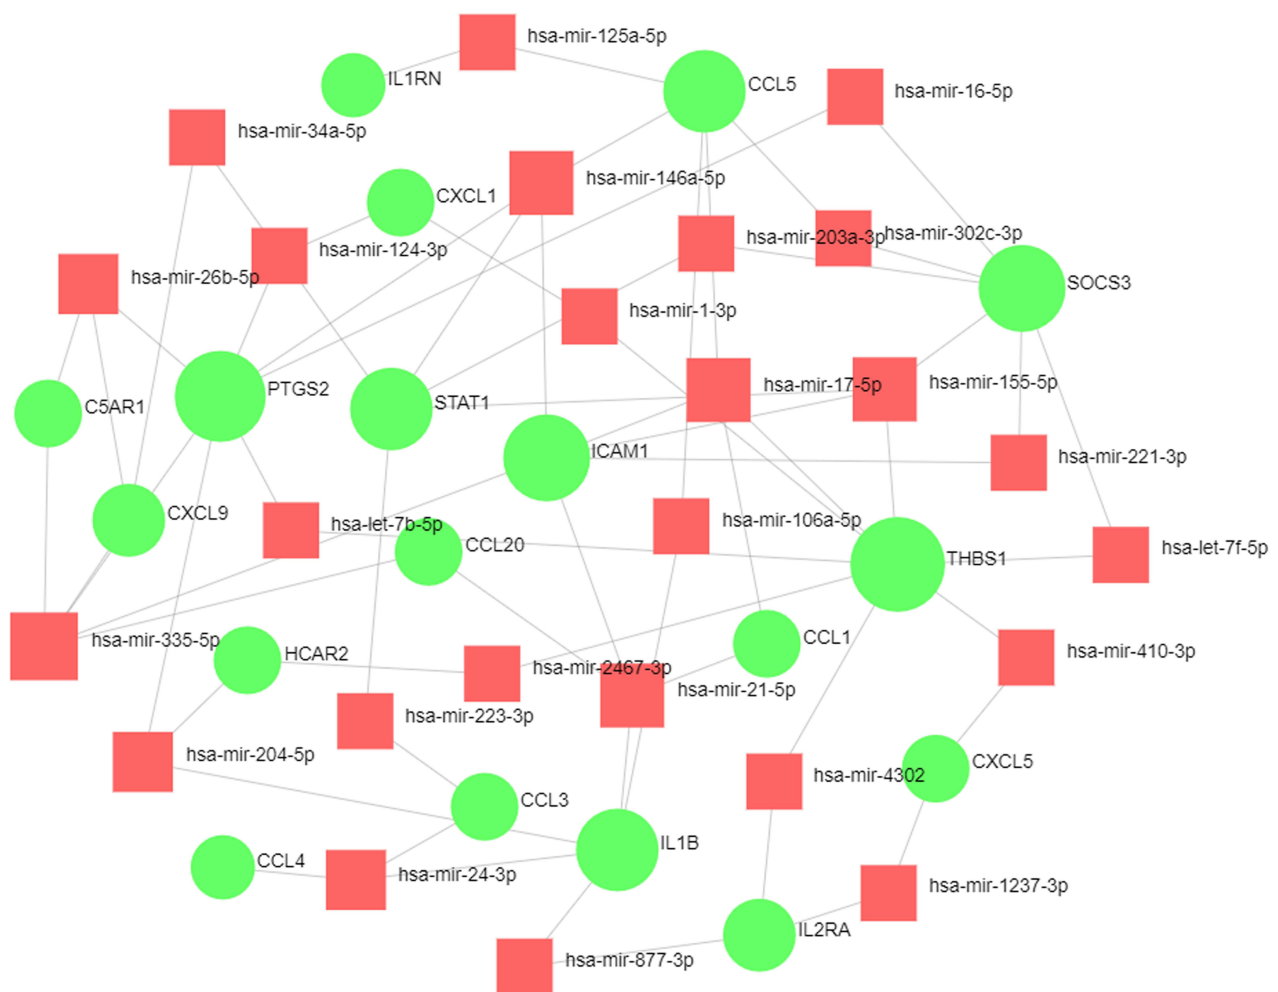 hsa-mir-125a-5p
IL1RN
CCL5
hsa-mir-16-5p
hsa-mir-34a-5p
hsa-mir-146a-5p
CXCL1
hsa-mir-203a-3p
hsa-mir-302c-3p
hsa-mir-124-3p
hsa-mir-26b-5p
SOCS3
hsa-mir-1-3p
hsa-mir-17-5p
hsa-mir-155-5p
PTGS2
STAT1
C5AR1
ICAM1
hsa-mir-221-3p
CXCL9
hsa-let-7b-5p
hsa-mir-106a-5p
CCL20
hsa-let-7f-5p
THBS1
hsa-mir-335-5p
CCL1
HCAR2
hsa-mir-410-3p
hsa-mir-2467-3p
hsa-mir-21-5p
hsa-mir-223-3p
hsa-mir-204-5p
CXCL5
hsa-mir-4302
CCL3
IL1B
CCL4
hsa-mir-24-3p
hsa-mir-1237-3p
IL2RA
hsa-mir-877-3p